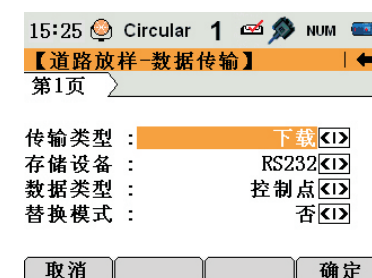 15:25 Circular 1 NUM
【道路放样-数据传输】
第1页
传输类型 : 下载
存储设备 : RS232
数据类型 : 控制点
替换模式 : 否
取消 确定